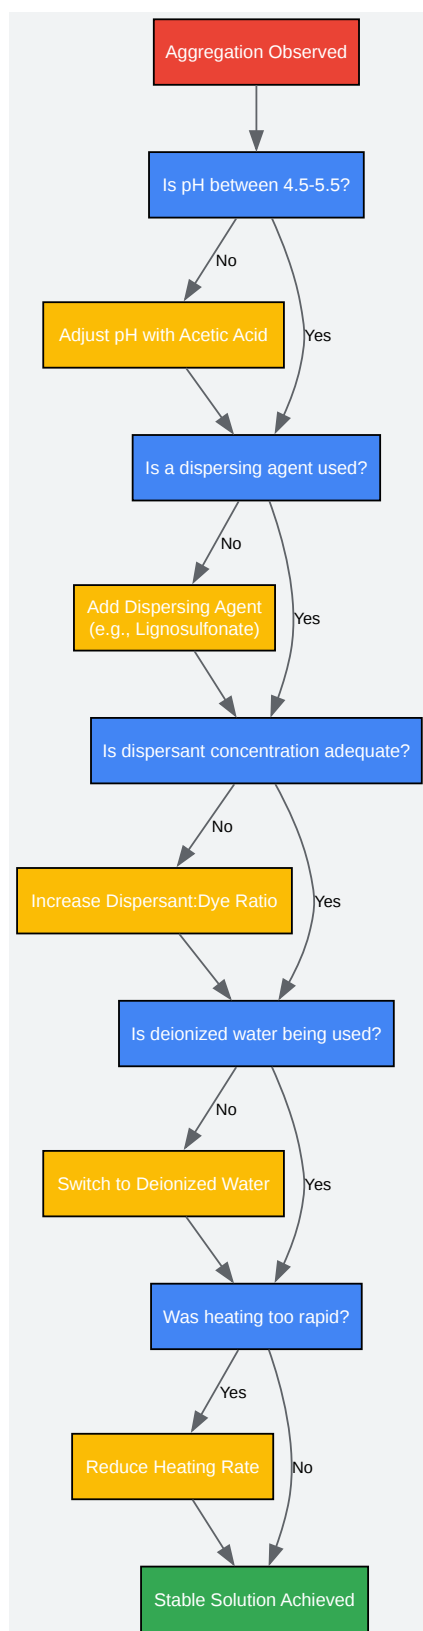 Aggregation Observed
Is pH between 4.5-5.5?
No
Adjust pH with Acetic Acid
Yes
Is a dispersing agent used?
No
Add Dispersing Agent
(e.g., Lignosulfonate)
Yes
Is dispersant concentration adequate?
No
Increase Dispersant:Dye Ratio
Yes
Is deionized water being used?
No
Switch to Deionized Water
Yes
Was heating too rapid?
Yes
Reduce Heating Rate
No
Stable Solution Achieved